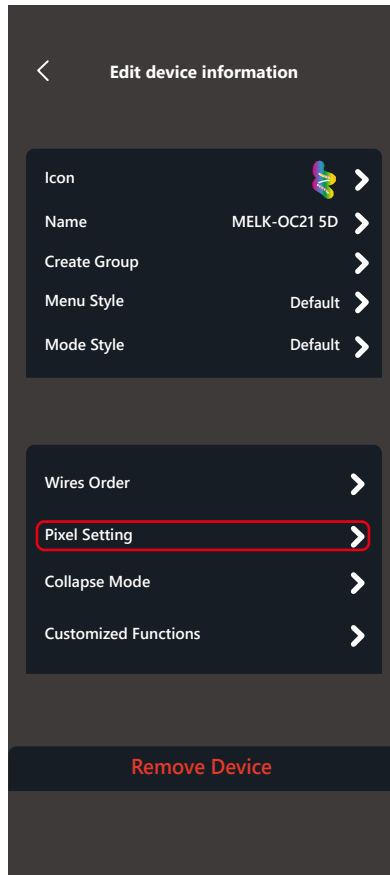 Edit device information
Icon
Name MELK-OC21 5D
Create Group
Menu Style Default
Mode Style Default
Wires Order
Pixel Setting
Collapse Mode
Customized Functions
Remove Device